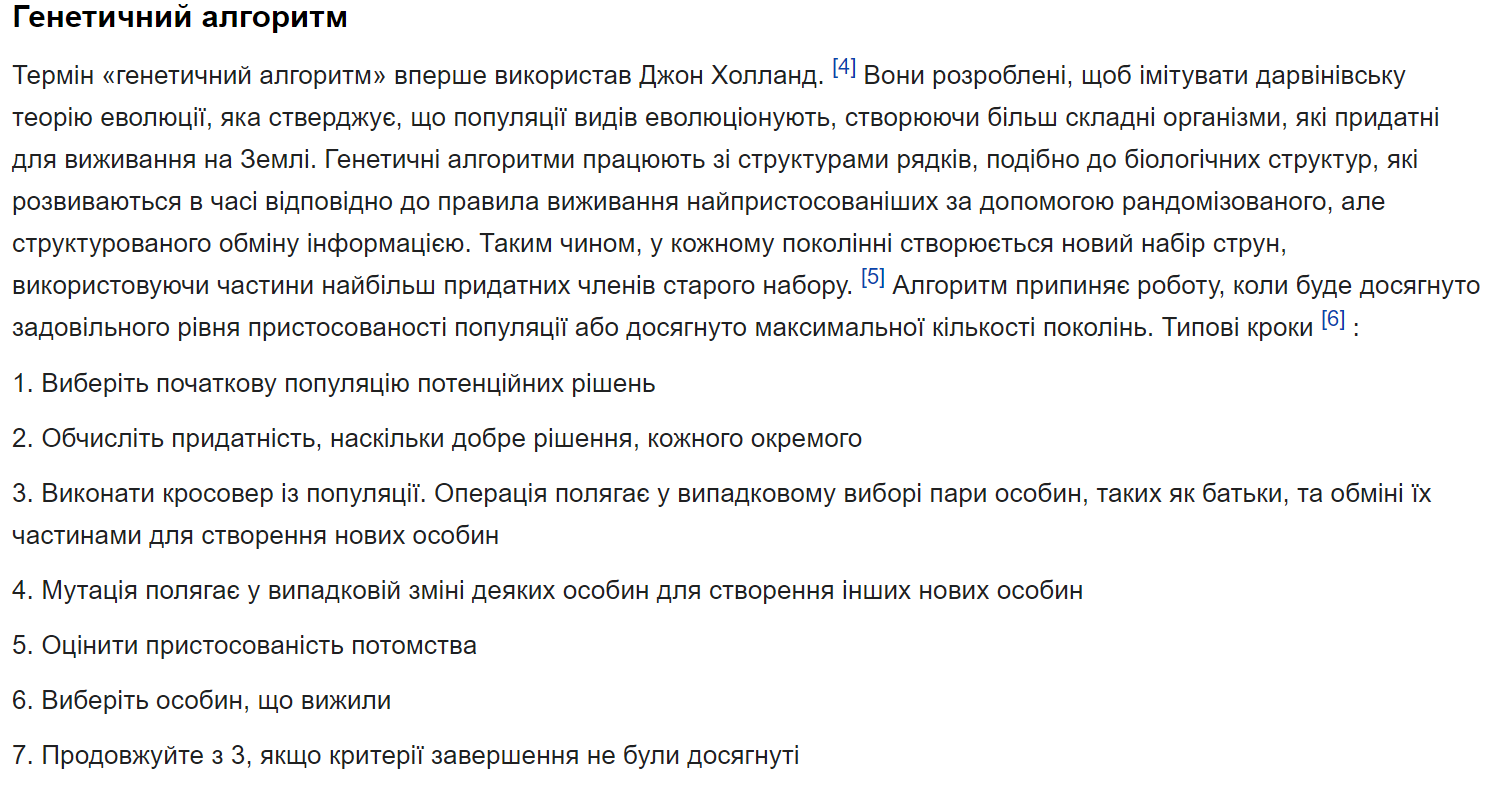 Генетичний алгоритм
Термін «генетичний алгоритм» вперше використав Джон Холланд. [4] Вони розроблені, щоб імітувати дарвінівську
теорію еволюції, яка стверджує, що популяції видів еволюціонують, створюючи більш складні організми, які придатні
для виживання на Землі. Генетичні алгоритми працюють зі структурами рядків, подібно до біологічних структур, які
розвиваються в часі відповідно до правила виживання найпристосованіших за допомогою рандомізованого, але
структурованого обміну інформацією. Таким чином, у кожному поколінні створюється новий набір струн,
використовуючи частини найбільш придатних членів старого набору. [5] Алгоритм припиняє роботу, коли буде досягнуто
задовільного рівня пристосованості популяції або досягнуто максимальної кількості поколінь. Типові кроки [6] :
1. Виберіть початкову популяцію потенційних рішень
2. Обчисліть придатність, наскільки добре рішення, кожного окремого
3. Виконати кросовер із популяції. Операція полягає у випадковому виборі пари особин, таких як батьки, та обміні їх
частинами для створення нових особин
4. Мутація полягає у випадковій зміні деяких особин для створення інших нових особин
5. Оцінити пристосованість потомства
6. Виберіть особин, що вижили
7. Продовжуйте з 3, якщо критерії завершення не були досягнуті